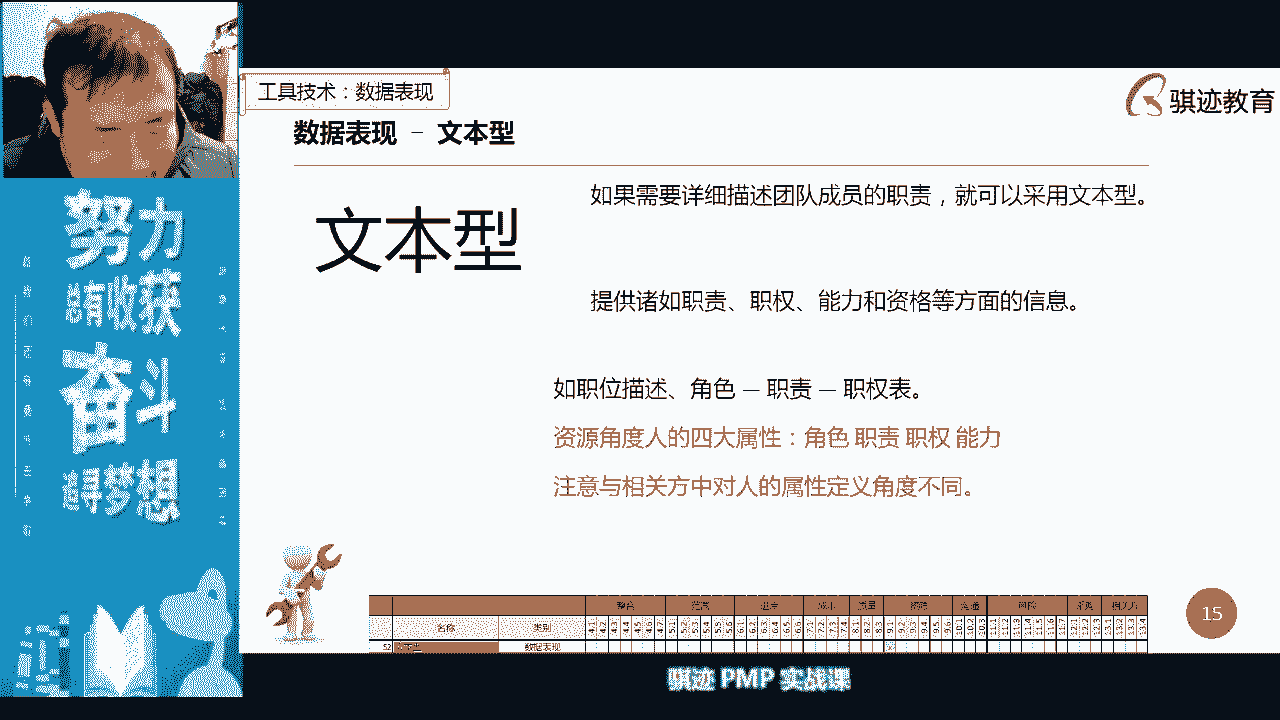 工具技术：数据表现
骐迹教育
数据表现 – 文本型
文本型
如果需要详细描述团队成员的职责，就可以采用文本型。
提供诸如职责、职权、能力和资格等方面的信息。
如职位描述、角色 — 职责 — 职权表。
资源角度人的四大属性：角色 职责 职权 能力
注意与相关方中对人的属性定义角度不同。
努力
总有收获
奋斗
追寻梦想
整合 范围 进度 成本 质量 资源 沟通 风险 采购 相关方
名称 类别
52 文本型 数据表现
15
骐迹 PMP 实战课